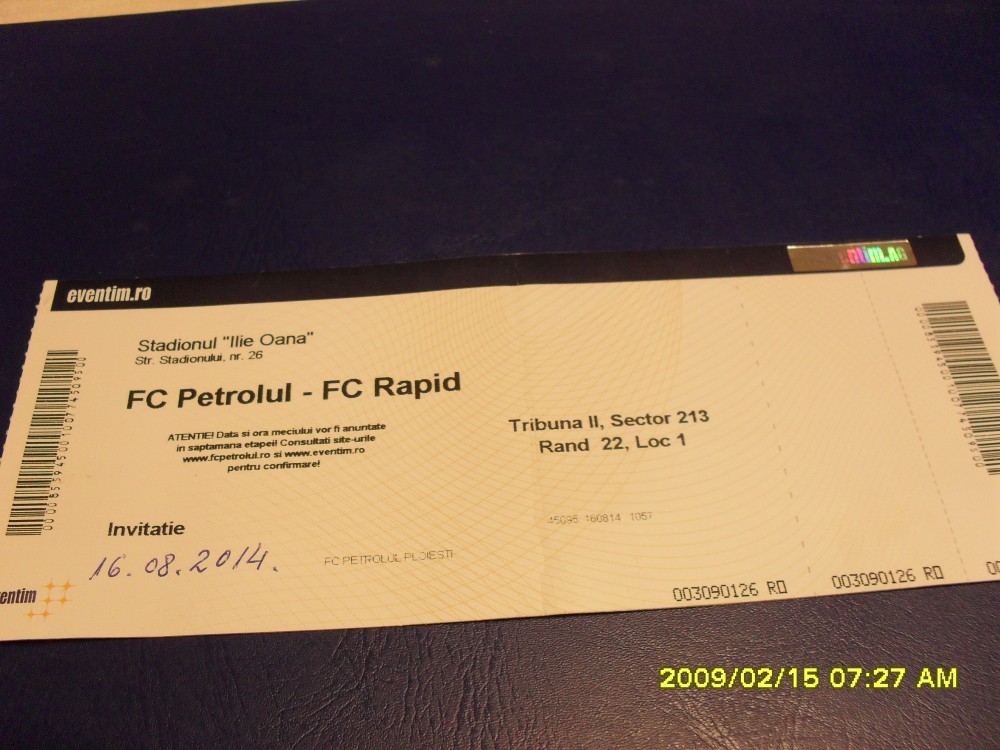 eventim.ro
Stadionul "Ilie Oana"
Str. Stadionului, nr. 26
FC Petrolul - FC Rapid
ATENTIE! Data si ora meciului vor fi anuntate
in saptamana etapei! Consultati site-urile
www.fcpetrolul.ro si www.eventim.ro
pentru confirmare!
Tribuna II, Sector 213
Rand 22, Loc 1
Invitatie
16.08.2014.
FC PETROLUL PLOIESTI
45095 160814 1057
entim
003090126 RO
003090126 RO
2009/02/15 07:27 AM